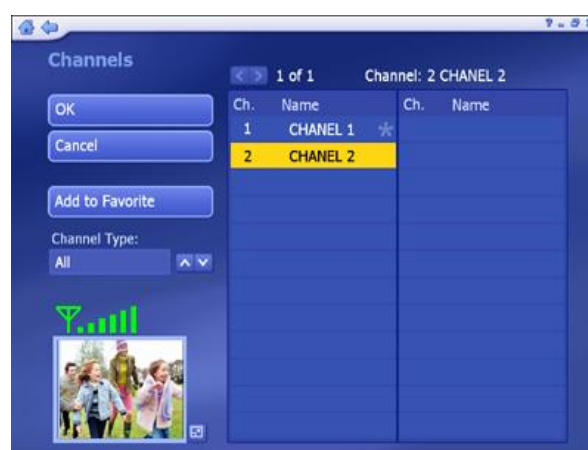 Channels
1 of 1 Channel: 2 CHANEL 2
OK
Cancel
Add to Favorite
Channel Type:
All
Ch. Name Ch. Name
1 CHANEL 1
2 CHANEL 2